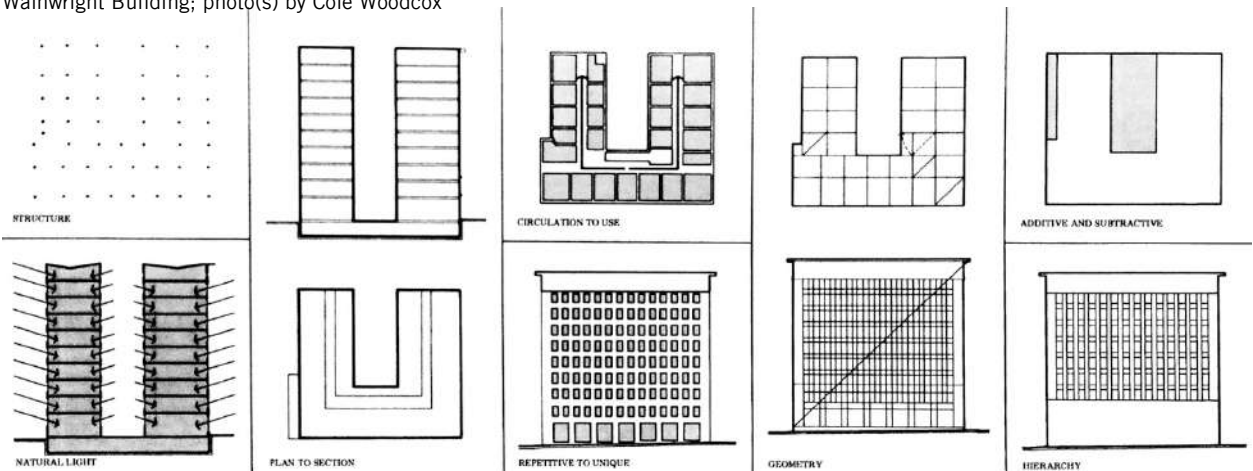 Wainwright Building; photo(s) by Cole Woodcox
STRUCTURE
CIRCULATION TO USE
ADDITIVE AND SUBTRACTIVE
NATURAL LIGHT
PLAN TO SECTION
REPETITIVE TO UNIQUE
GEOMETRY
HIERARCHY